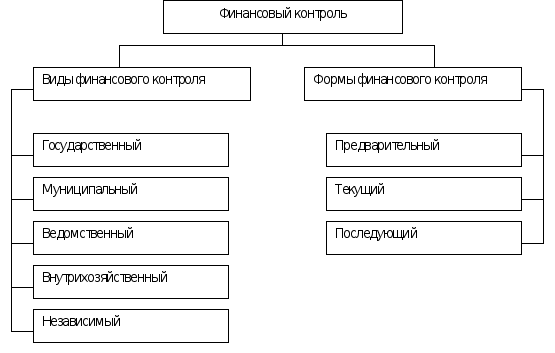 Финансовый контроль
Виды финансового контроля
Формы финансового контроля
Государственный
Муниципальный
Ведомственный
Внутрихозяйственный
Независимый
Предварительный
Текущий
Последующий